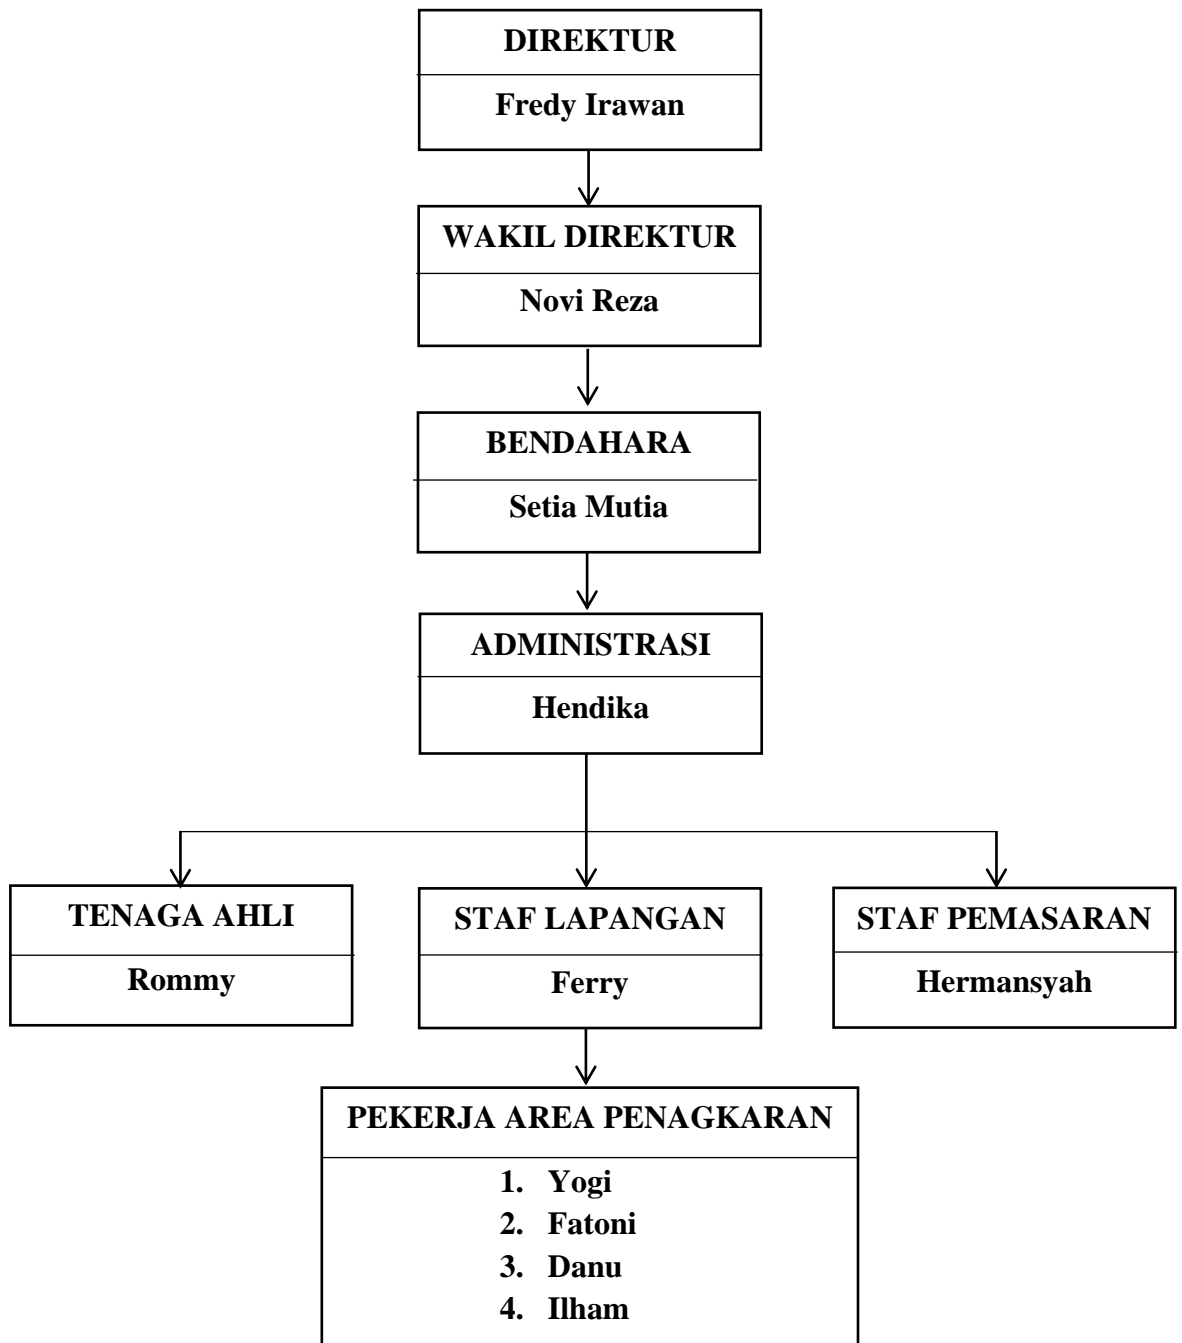 DIREKTUR
Fredy Irawan
WAKIL DIREKTUR
Novi Reza
BENDAHARA
Setia Mutia
ADMINISTRASI
Hendika
TENAGA AHLI
Rommy
STAF LAPANGAN
Ferry
STAF PEMASARAN
Hermansyah
PEKERJA AREA PENAGKARAN
1. Yogi
2. Fatoni
3. Danu
4. Ilham